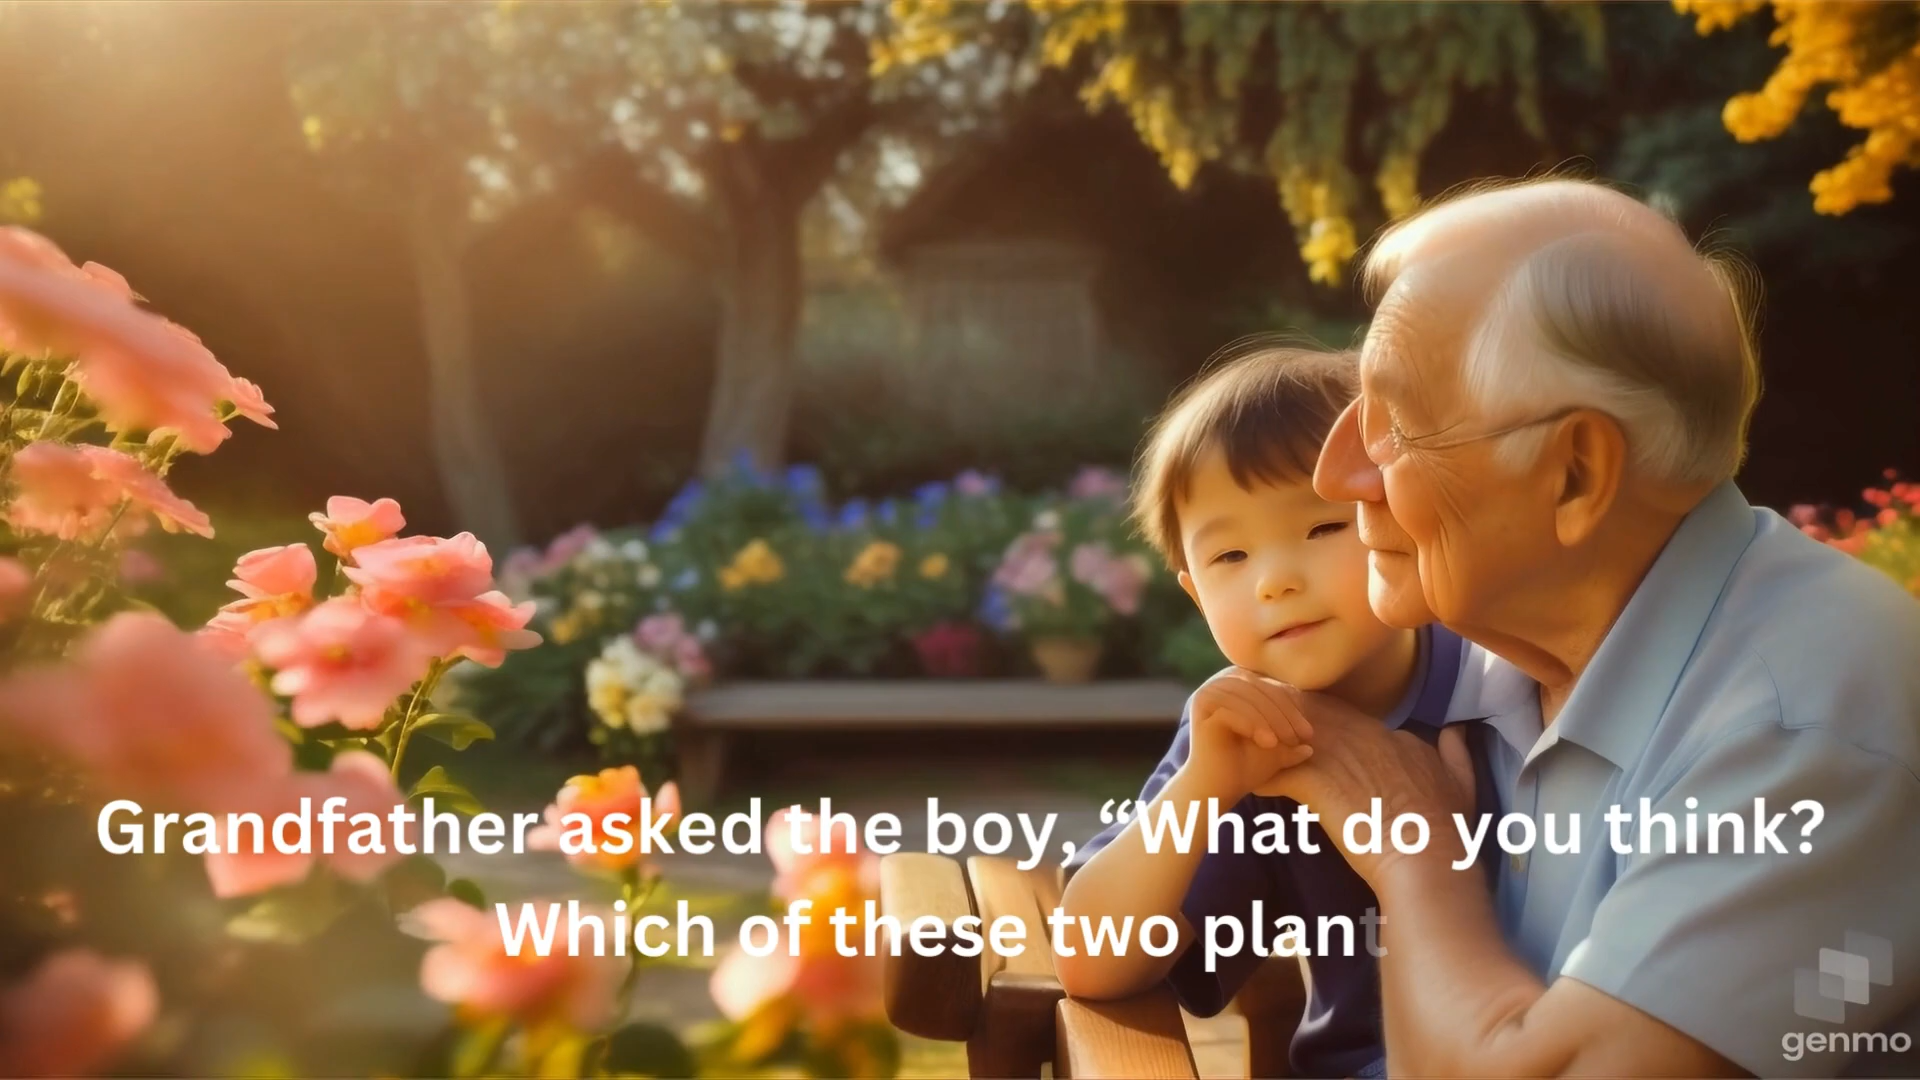 Grandfather asked the boy, “What do you think?
Which of these two plant
genmo